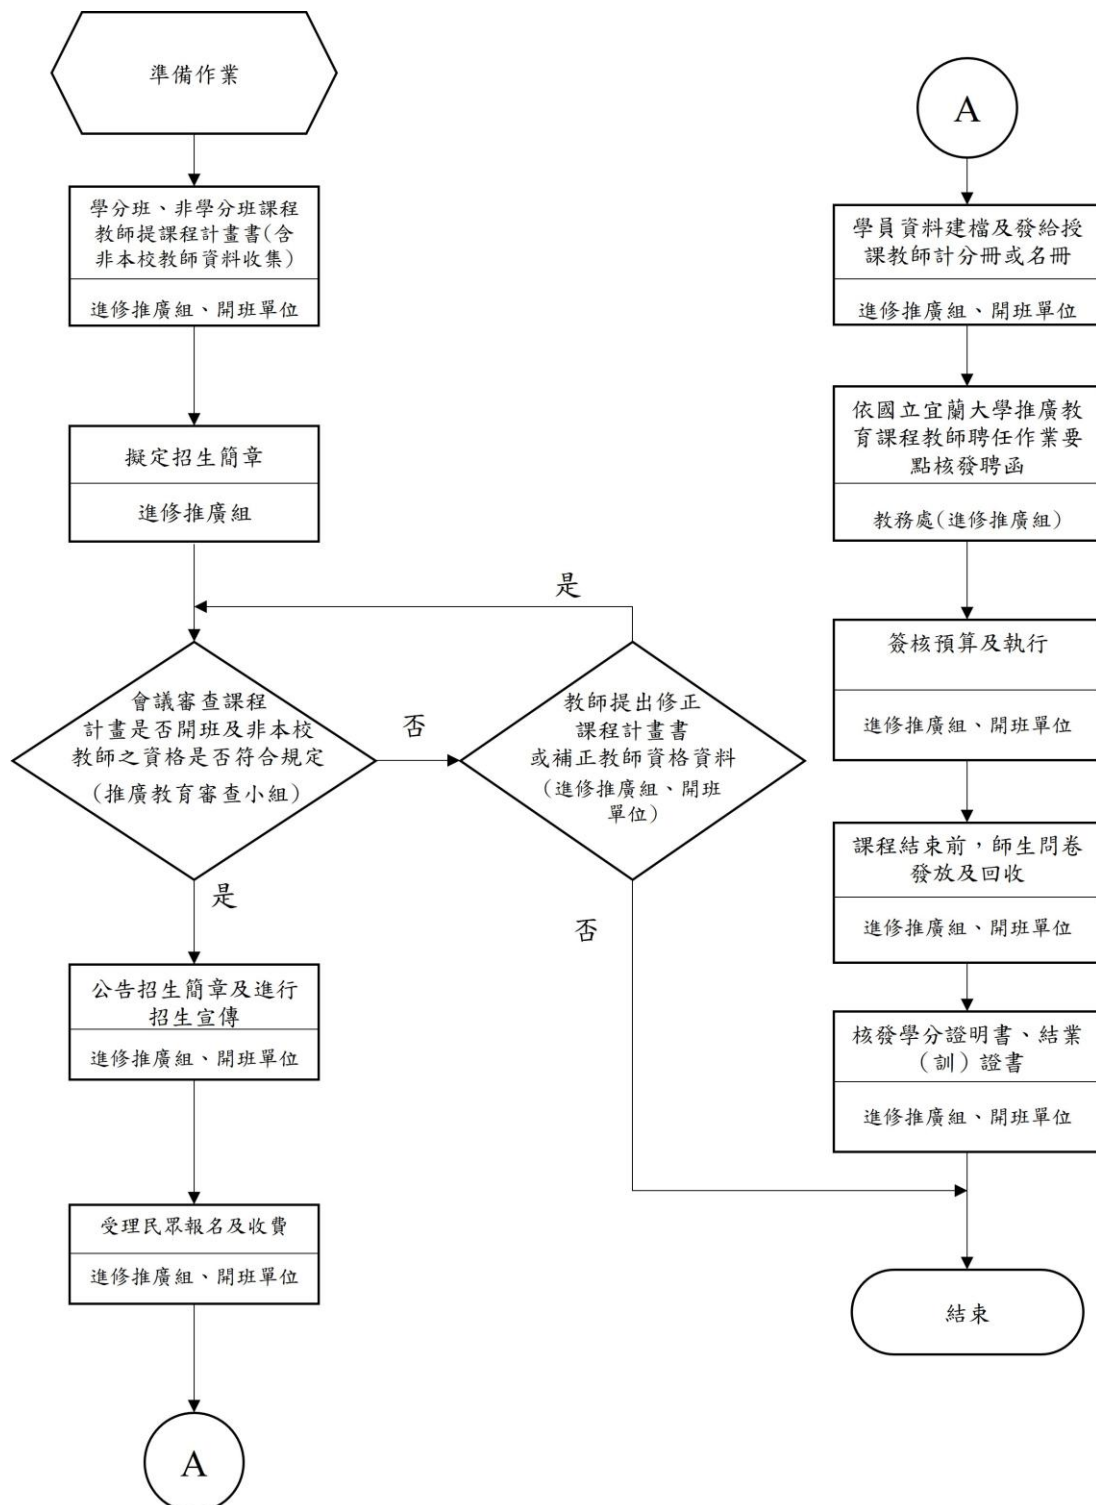 準備作業
學分班、非學分班課程
教師提課程計畫書(含
非本校教師資料收集)
進修推廣組、開班單位
擬定招生簡章
進修推廣組
是
會議審查課程
計畫是否開班及非本校
教師之資格是否符合規定
(推廣教育審查小組)
否
教師提出修正
課程計畫書
或補正教師資格資料
(進修推廣組、開班
單位)
是
否
公告招生簡章及進行
招生宣傳
進修推廣組、開班單位
受理民眾報名及收費
進修推廣組、開班單位
A
A
學員資料建檔及發給授
課教師計分冊或名冊
進修推廣組、開班單位
依國立宜蘭大學推廣教
育課程教師聘任作業要
點核發聘函
教務處(進修推廣組)
簽核預算及執行
進修推廣組、開班單位
課程結束前，師生問卷
發放及回收
進修推廣組、開班單位
核發學分證明書、結業
（訓）證書
進修推廣組、開班單位
結束